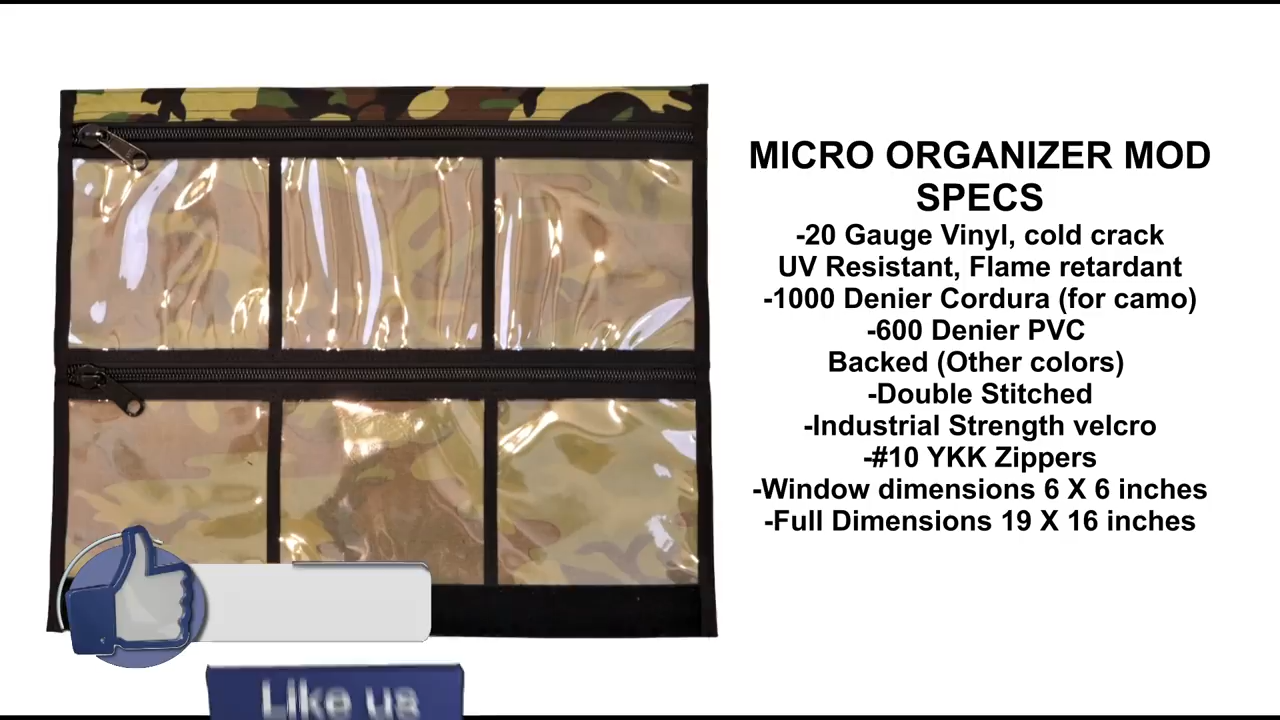 MICRO ORGANIZER MOD
SPECS
-20 Gauge Vinyl, cold crack
UV Resistant, Flame retardant
-1000 Denier Cordura (for camo)
-600 Denier PVC
Backed (Other colors)
-Double Stitched
-Industrial Strength velcro
-#10 YKK Zippers
-Window dimensions 6 X 6 inches
-Full Dimensions 19 X 16 inches
Like us